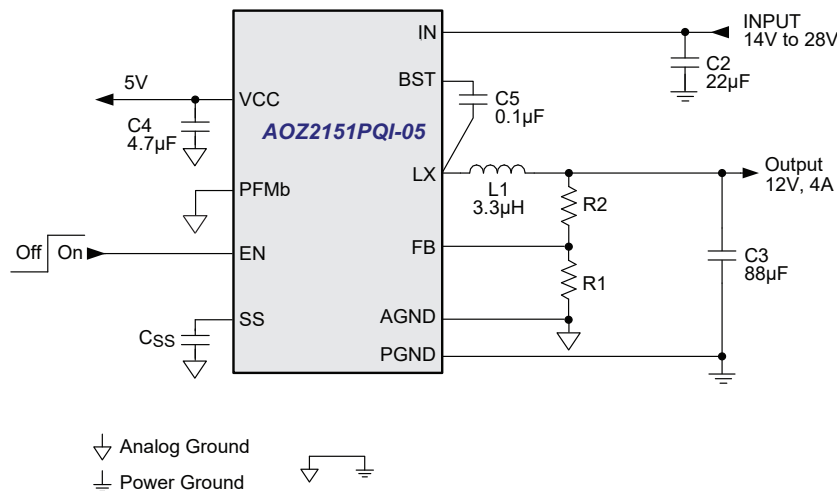 IN
INPUT
14V to 28V
C2
22µF
BST
C5
0.1µF
5V
VCC
C4
4.7µF
AOZ2151PQI-05
LX
L1
3.3µH
Output
12V, 4A
R2
PFMb
Off
On
EN
FB
C3
88µF
R1
SS
CSS
AGND
PGND
Analog Ground
Power Ground